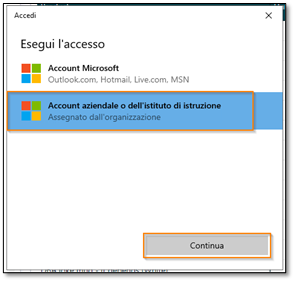 Accedi
Esegui l'accesso
Account Microsoft
Outlook.com, Hotmail, Live.com, MSN
Account aziendale o dell'istituto di istruzione
Assegnato dall'organizzazione
Continua